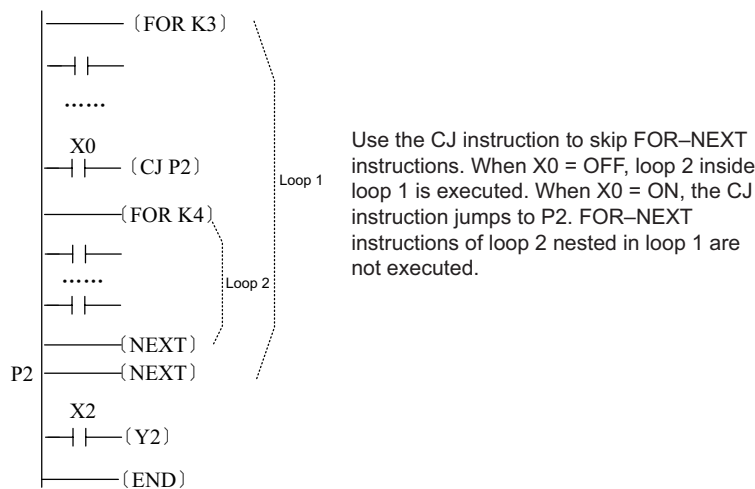 (FOR K3)
……
X0
(CJ P2)
Loop 1
(FOR K4)
……
Loop 2
(NEXT)
P2
(NEXT)
X2
(Y2)
(END)
Use the CJ instruction to skip FOR–NEXT
instructions. When X0 = OFF, loop 2 inside
loop 1 is executed. When X0 = ON, the CJ
instruction jumps to P2. FOR–NEXT
instructions of loop 2 nested in loop 1 are
not executed.